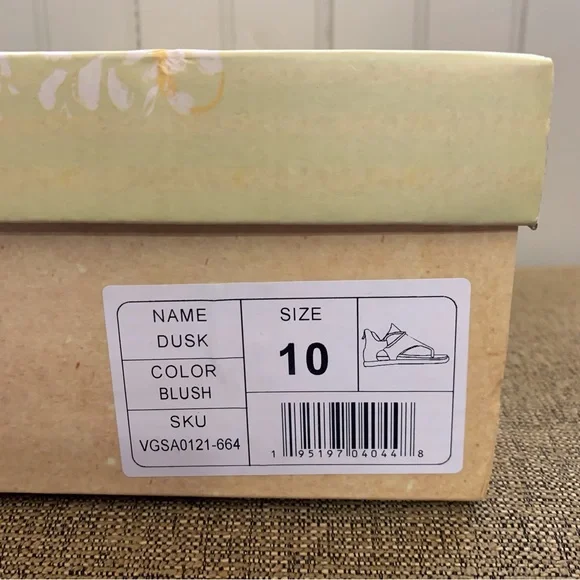 NAME
DUSK
COLOR
BLUSH
SKU
VGSA0121-664
SIZE
10
1 95197 04044 8